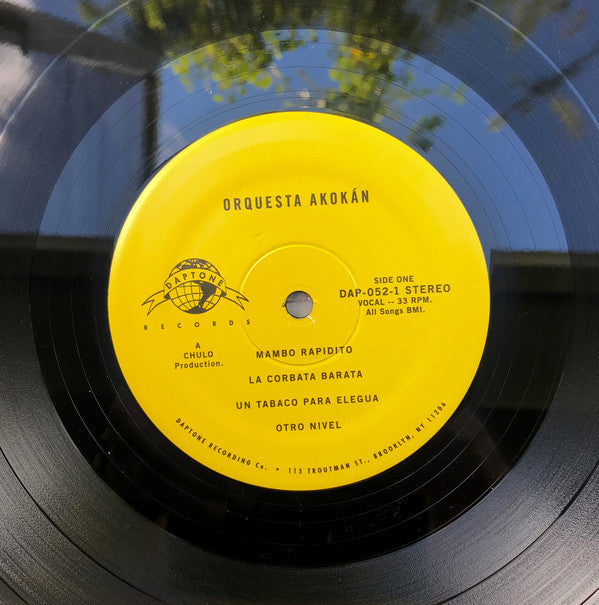 ORQUESTA AKOKÁN
DAPTONE
RECORDS
SIDE ONE
DAP-052-1 STEREO
VOCAL -- 33 RPM.
All Songs BMI.
A
CHULO
Production.
MAMBO RAPIDITO
LA CORBATA BARATA
UN TABACO PARA ELEGUA
OTRO NIVEL
DAPTONE RECORDING Co. • 115 TROUTMAN ST., BROOKLYN, NY 11206